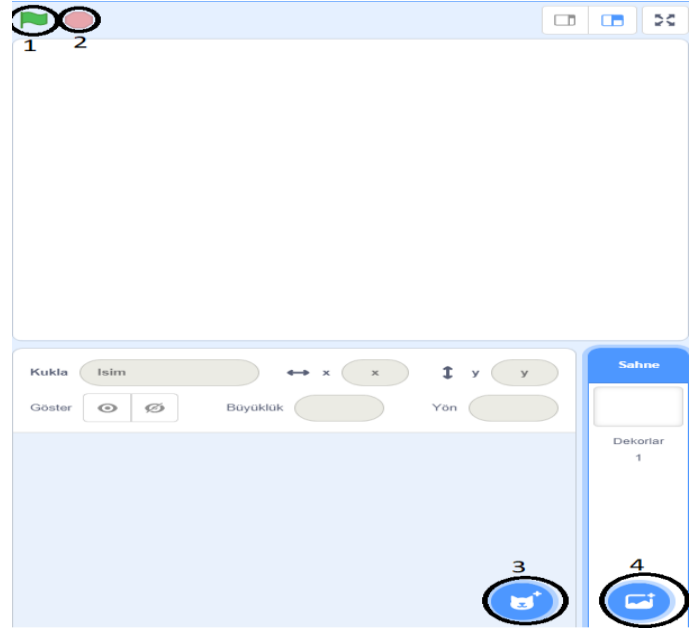 1 2
Kukla Isim x x y y
Göster Büyüklük Yön
Sahne
Dekorlar
1
3 4